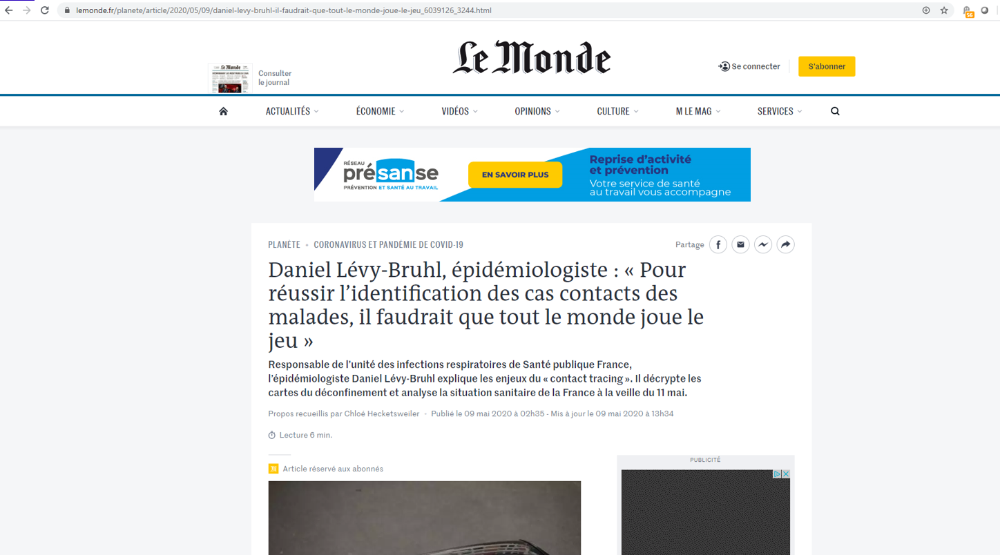 lemonde.fr/planete/article/2020/05/09/daniel-levy-bruhl-il-faudrait-que-tout-le-monde-joue-le-jeu_6039126_3244.html
56
Le Monde
Consulter
le journal
Le Monde
Se connecter
S'abonner
ACTUALITÉS
ÉCONOMIE
VIDÉOS
OPINIONS
CULTURE
M LE MAG
SERVICES
RÉSEAU
présanse
PRÉVENTION ET SANTÉ AU TRAVAIL
EN SAVOIR PLUS
Reprise d'activité
et prévention
Votre service de santé
au travail vous accompagne
PLANÈTE • CORONAVIRUS ET PANDÉMIE DE COVID-19
Partage
Daniel Lévy-Bruhl, épidémiologiste : « Pour
réussir l'identification des cas contacts des
malades, il faudrait que tout le monde joue le
jeu »
Responsable de l'unité des infections respiratoires de Santé publique France,
l'épidémiologiste Daniel Lévy-Bruhl explique les enjeux du « contact tracing ». Il décrypte les
cartes du déconfinement et analyse la situation sanitaire de la France à la veille du 11 mai.
Propos recueillis par Chloé Hecketsweiler • Publié le 09 mai 2020 à 02h35 - Mis à jour le 09 mai 2020 à 13h34
Lecture 6 min.
Article réservé aux abonnés
PUBLICITÉ